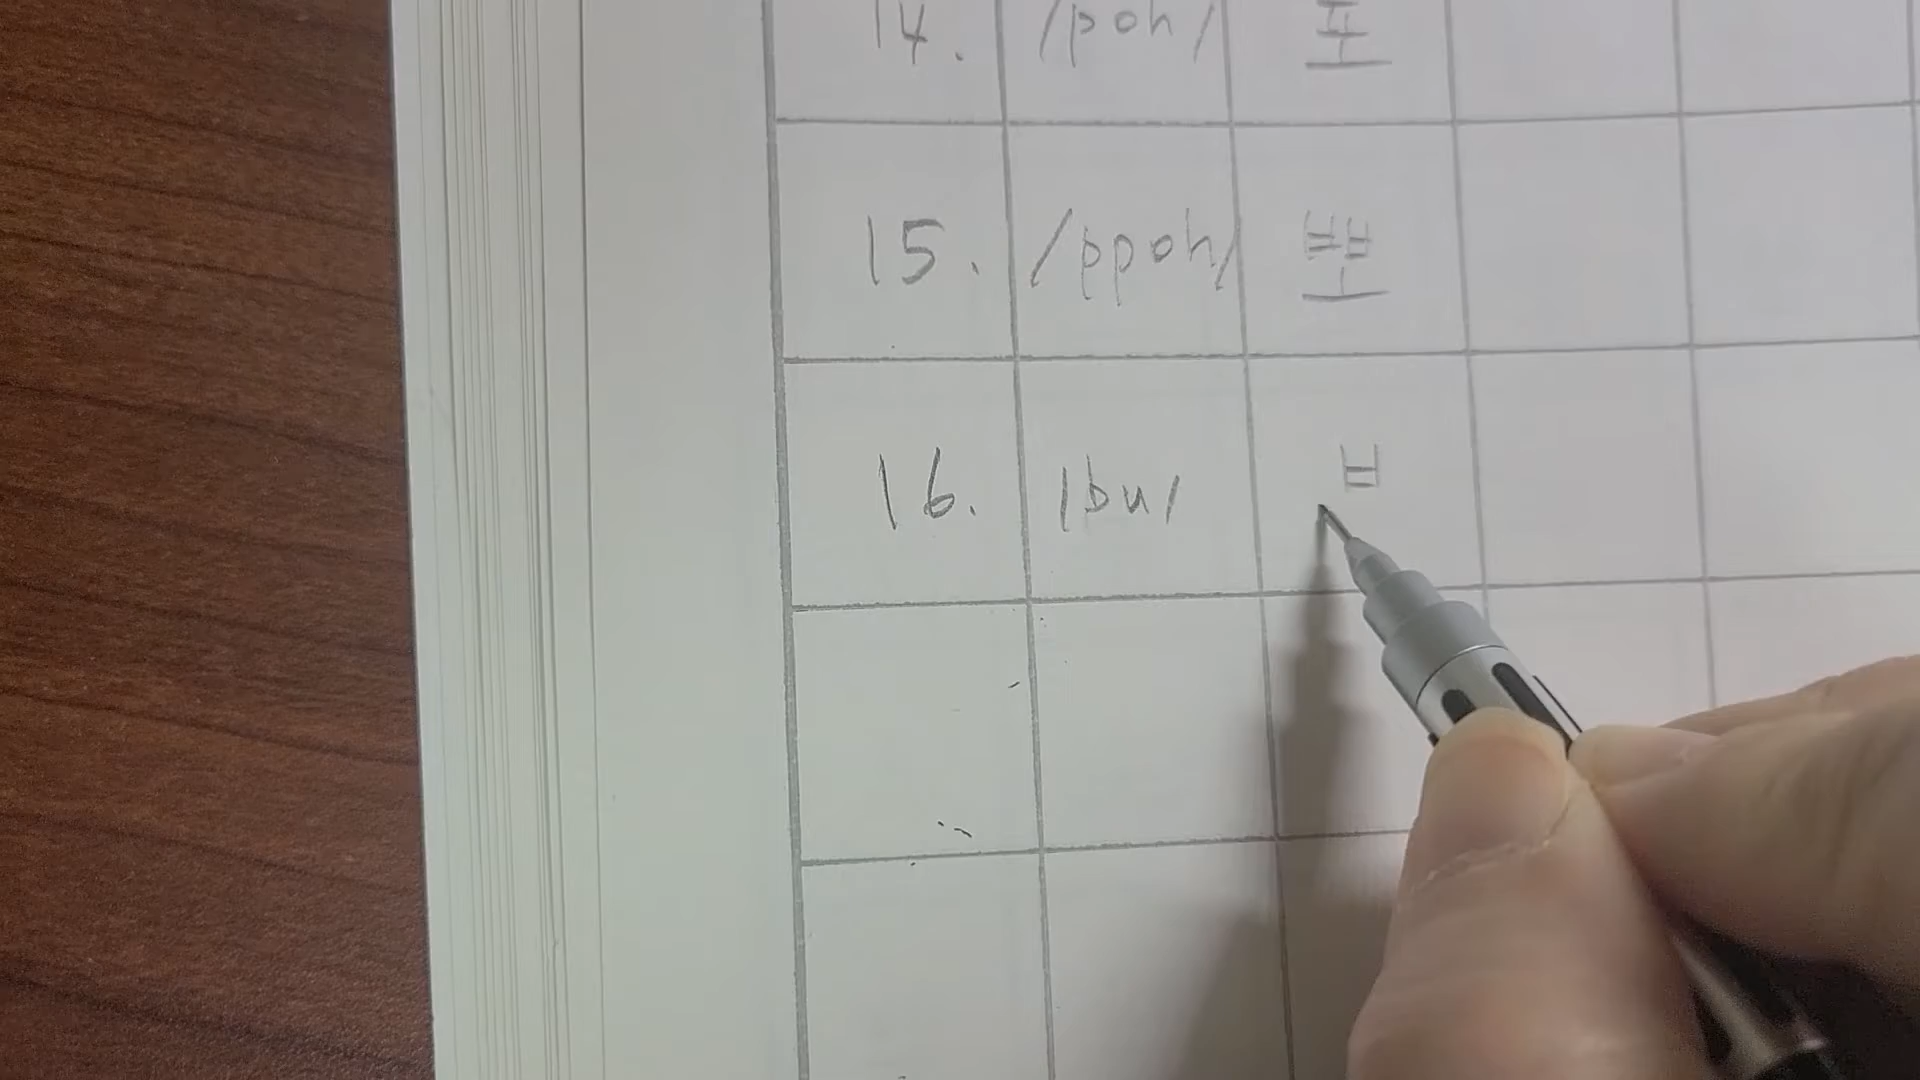 14. /poh/ 포
15. /ppoh/ 뽀
16. /bu/ ㅂ